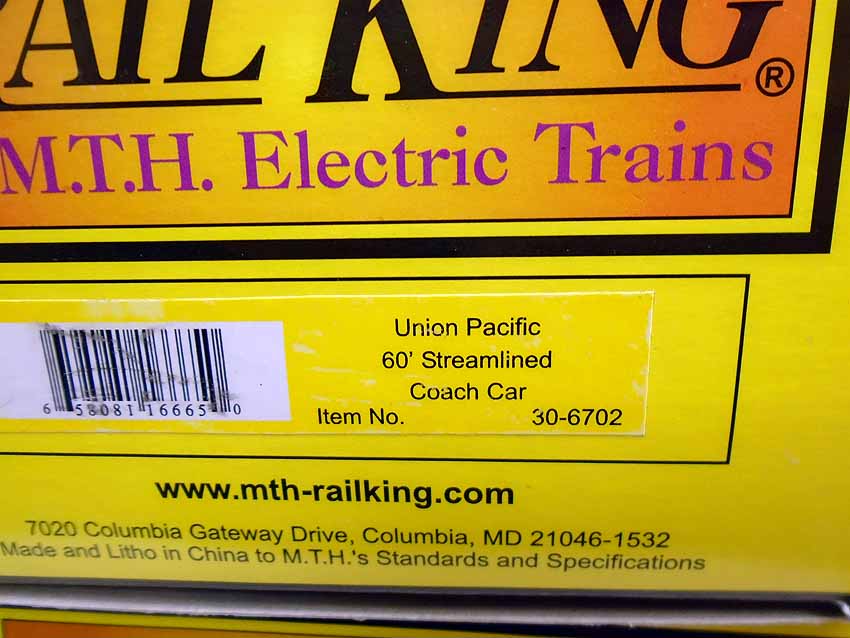 AIL KING®
M.T.H. Electric Trains
Union Pacific
60' Streamlined
Coach Car
Item No. 30-6702
6 58081 16665 0
www.mth-railking.com
7020 Columbia Gateway Drive, Columbia, MD 21046-1532
Made and Litho in China to M.T.H.'s Standards and Specifications